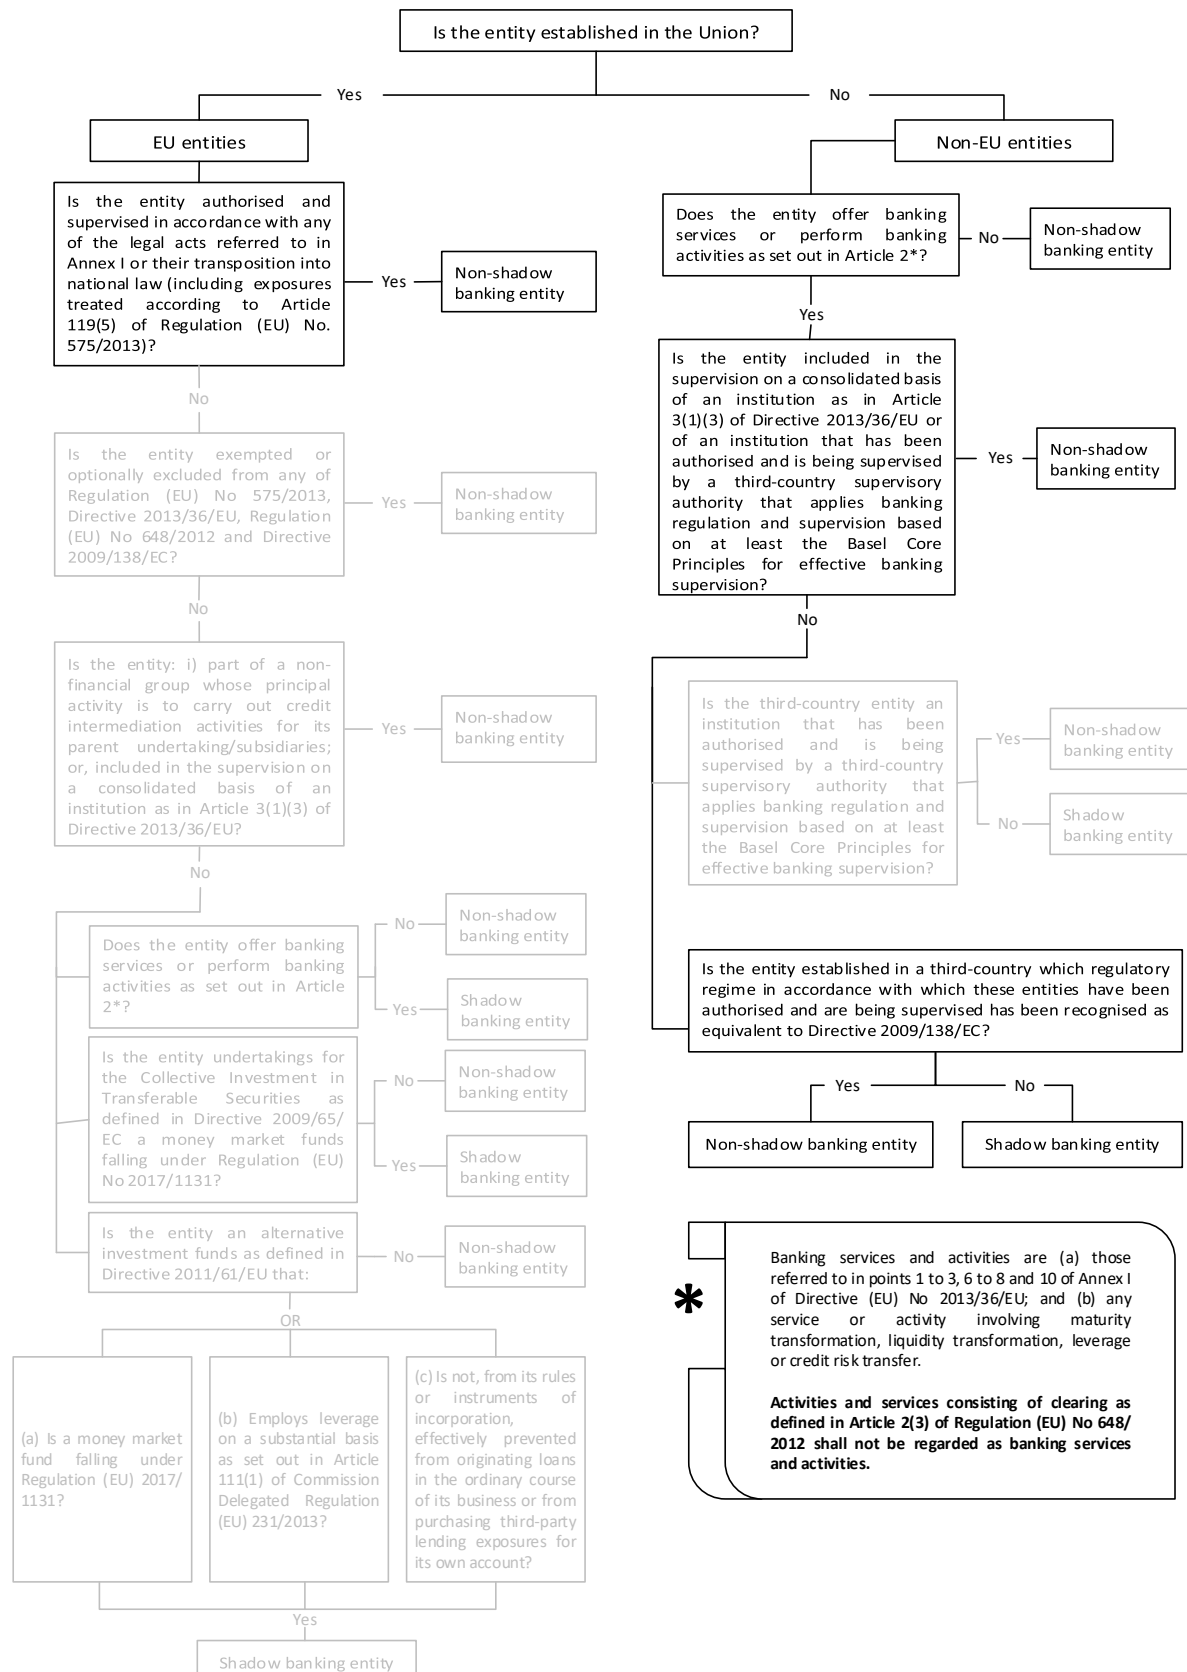 Is the entity established in the Union?
Yes
No
EU entities
Non-EU entities
Is the entity authorised and
supervised in accordance with any
of the legal acts referred to in
Annex I or their transposition into
national law (including exposures
treated according to Article
119(5) of Regulation (EU) No.
575/2013)?
Yes
Non-shadow
banking entity
No
Is the entity exempted or
optionally excluded from any of
Regulation (EU) No 575/2013,
Directive 2013/36/EU, Regulation
(EU) No 648/2012 and Directive
2009/138/EC?
Yes
Non-shadow
banking entity
No
Is the entity: i) part of a non-
financial group whose principal
activity is to carry out credit
intermediation activities for its
parent undertaking/subsidiaries;
or, included in the supervision on
a consolidated basis of an
institution as in Article 3(1)(3) of
Directive 2013/36/EU?
Yes
Non-shadow
banking entity
No
Does the entity offer banking
services or perform banking
activities as set out in Article
2*?
No
Non-shadow
banking entity
Yes
Shadow
banking entity
Is the entity undertakings for
the Collective Investment in
Transferable Securities as
defined in Directive 2009/65/
EC a money market funds
falling under Regulation (EU)
No 2017/1131?
No
Non-shadow
banking entity
Yes
Shadow
banking entity
Is the entity an alternative
investment funds as defined in
Directive 2011/61/EU that:
No
Non-shadow
banking entity
OR
(a) Is a money market
fund falling under
Regulation (EU) 2017/
1131?
(b) Employs leverage
on a substantial basis
as set out in Article
111(1) of Commission
Delegated Regulation
(EU) 231/2013?
(c) Is not, from its rules
or instruments of
incorporation,
effectively prevented
from originating loans
in the ordinary course
of its business or from
purchasing third-party
lending exposures for
its own account?
Yes
Shadow banking entity
Does the entity offer banking
services or perform banking
activities as set out in Article 2*?
No
Non-shadow
banking entity
Yes
Is the entity included in the
supervision on a consolidated basis
of an institution as in Article
3(1)(3) of Directive 2013/36/EU or
of an institution that has been
authorised and is being supervised
by a third-country supervisory
authority that applies banking
regulation and supervision based
on at least the Basel Core
Principles for effective banking
supervision?
Yes
Non-shadow
banking entity
No
Is the third-country entity an
institution that has been
authorised and is being
supervised by a third-country
supervisory authority that
applies banking regulation and
supervision based on at least
the Basel Core Principles for
effective banking supervision?
Yes
Non-shadow
banking entity
No
Shadow
banking entity
Is the entity established in a third-country which regulatory
regime in accordance with which these entities have been
authorised and are being supervised has been recognised as
equivalent to Directive 2009/138/EC?
Yes
No
Non-shadow banking entity
Shadow banking entity
*
Banking services and activities are (a) those
referred to in points 1 to 3, 6 to 8 and 10 of Annex I
of Directive (EU) No 2013/36/EU; and (b) any
service or activity involving maturity
transformation, liquidity transformation, leverage
or credit risk transfer.
Activities and services consisting of clearing as
defined in Article 2(3) of Regulation (EU) No 648/
2012 shall not be regarded as banking services
and activities.